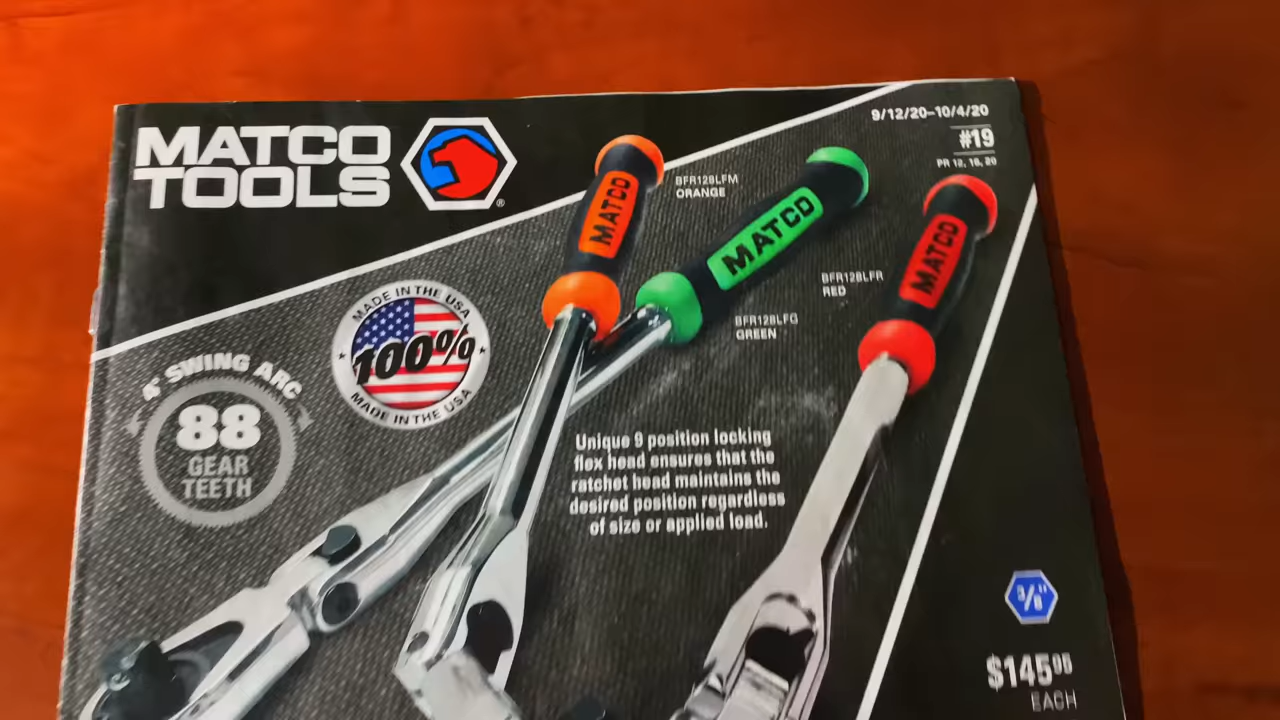 MATCO
TOOLS
®
9/12/20–10/4/20
#19
PR 12, 16, 20
BFR128LFM
ORANGE
MATCO
MATCO
MATCO
BFR128LFR
RED
BFR128LFG
GREEN
MADE IN THE USA
100%
MADE IN THE USA
4° SWING ARC
88
GEAR
TEETH
Unique 9 position locking
flex head ensures that the
ratchet head maintains the
desired position regardless
of size or applied load.
3/8"
$14595
EACH